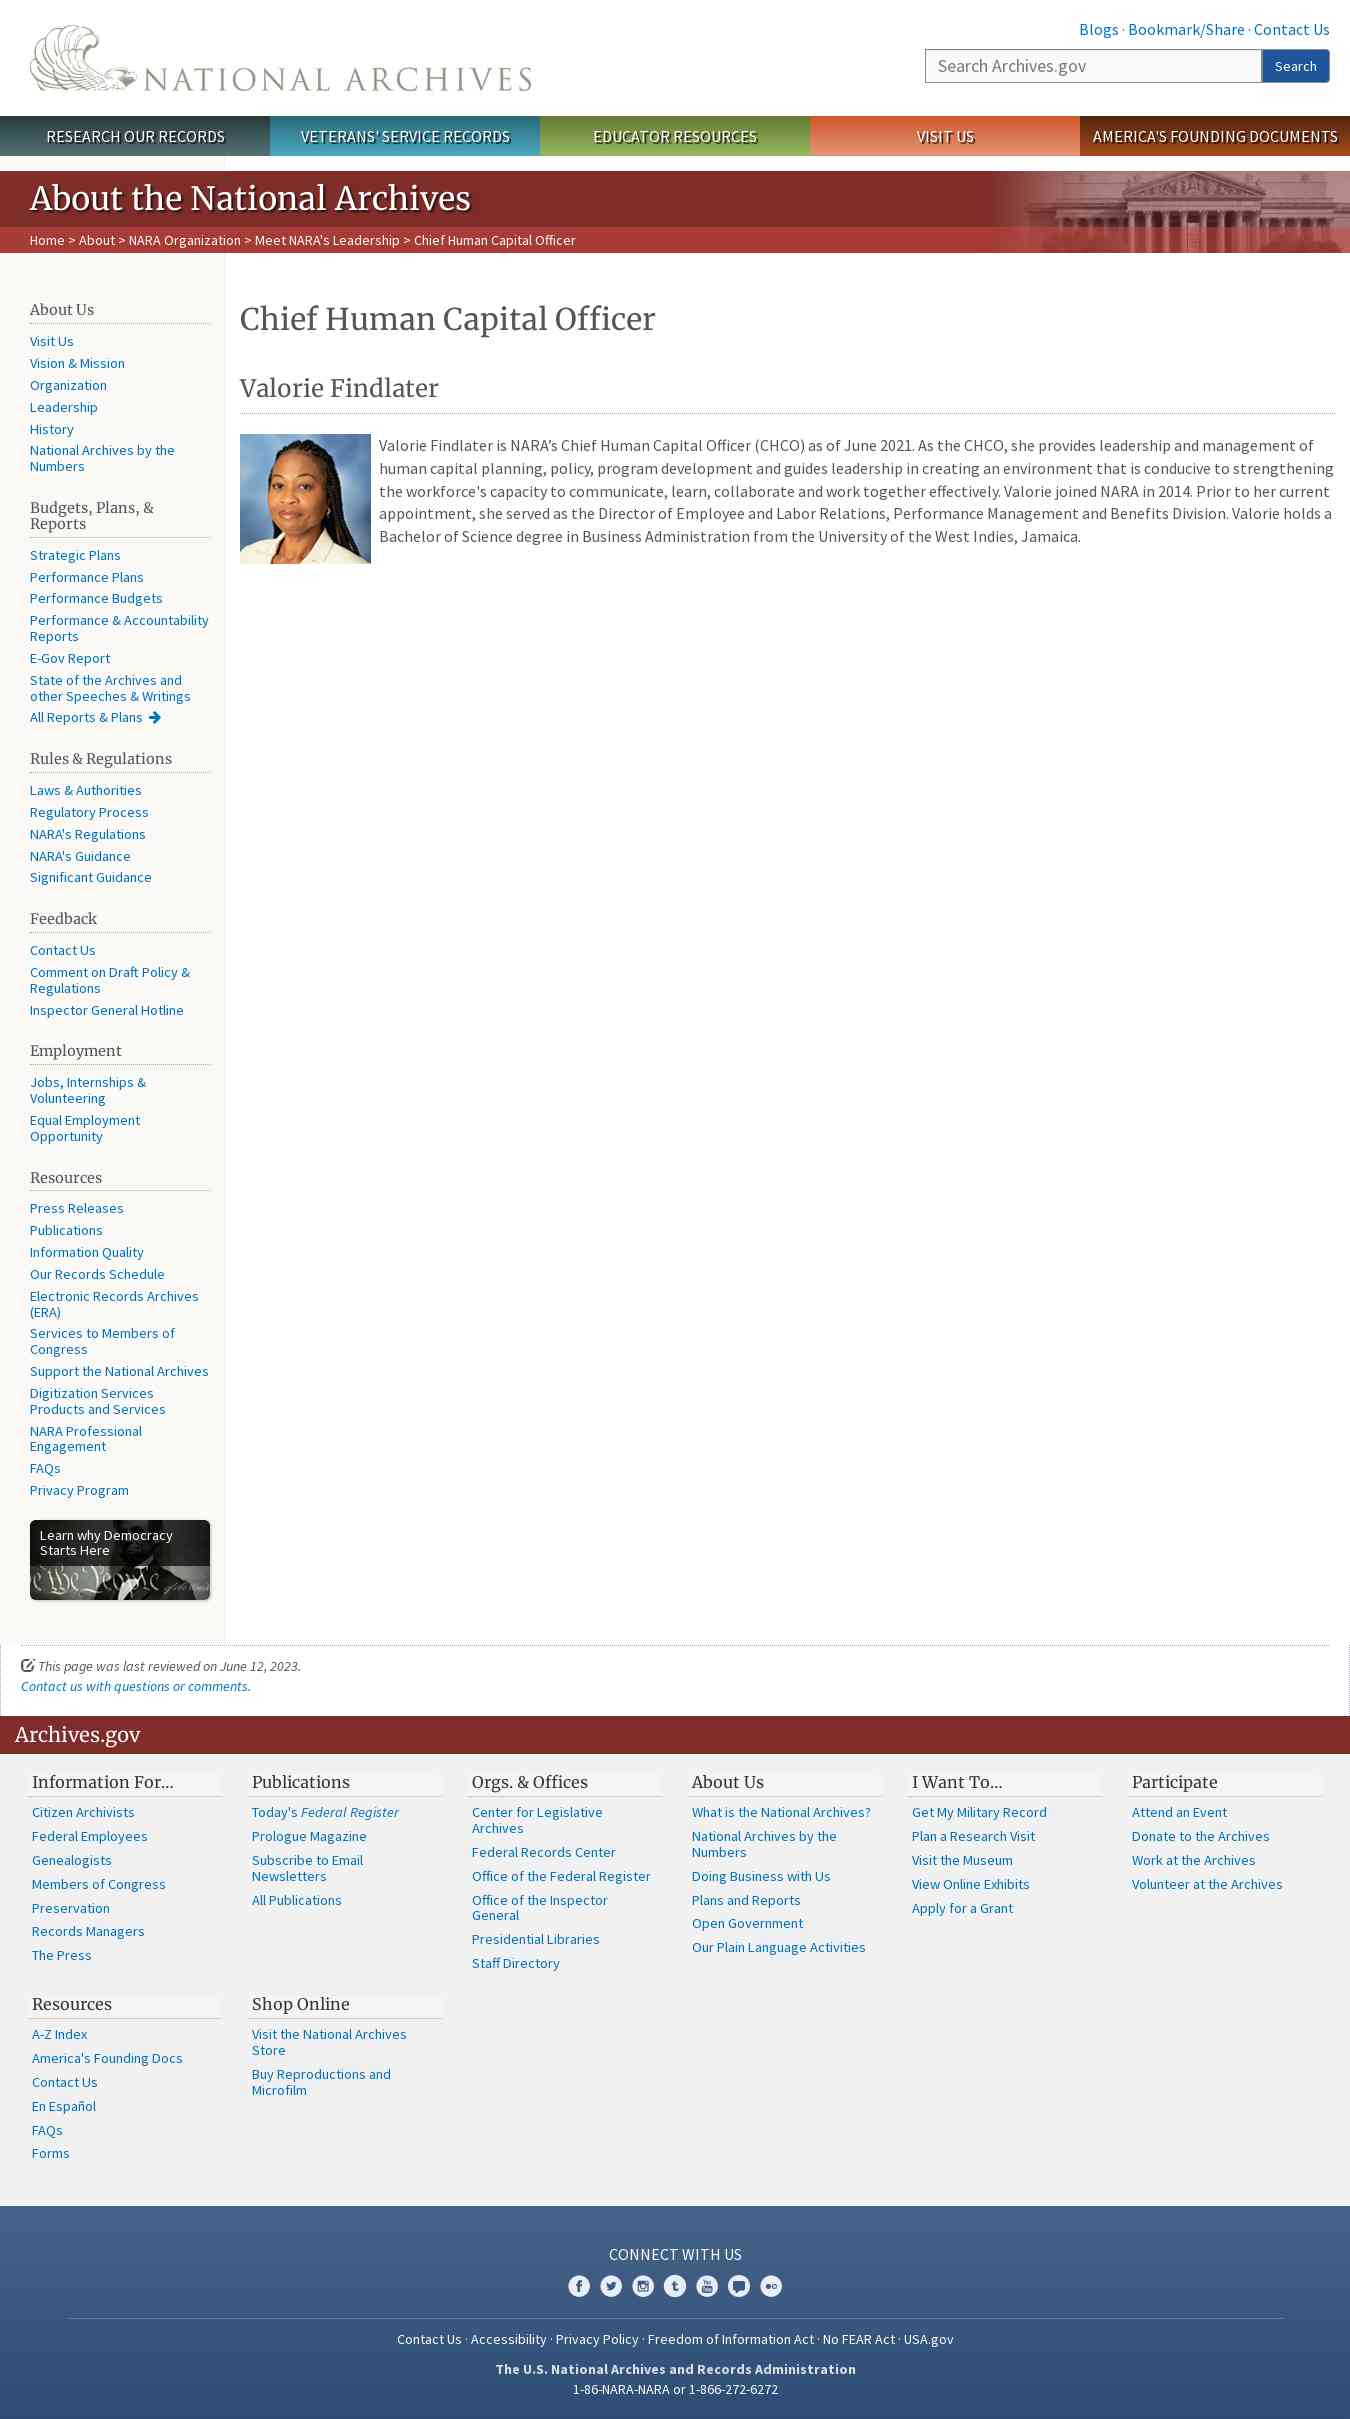 Blogs · Bookmark/Share · Contact Us
NATIONAL ARCHIVES
Search Archives.gov
Search
RESEARCH OUR RECORDS
VETERANS' SERVICE RECORDS
EDUCATOR RESOURCES
VISIT US
AMERICA'S FOUNDING DOCUMENTS
About the National Archives
Home > About > NARA Organization > Meet NARA's Leadership > Chief Human Capital Officer
About Us
Visit Us
Vision & Mission
Organization
Leadership
History
National Archives by the
Numbers
Budgets, Plans, &
Reports
Strategic Plans
Performance Plans
Performance Budgets
Performance & Accountability
Reports
E-Gov Report
State of the Archives and
other Speeches & Writings
All Reports & Plans
Rules & Regulations
Laws & Authorities
Regulatory Process
NARA's Regulations
NARA's Guidance
Significant Guidance
Feedback
Contact Us
Comment on Draft Policy &
Regulations
Inspector General Hotline
Employment
Jobs, Internships &
Volunteering
Equal Employment
Opportunity
Resources
Press Releases
Publications
Information Quality
Our Records Schedule
Electronic Records Archives
(ERA)
Services to Members of
Congress
Support the National Archives
Digitization Services
Products and Services
NARA Professional
Engagement
FAQs
Privacy Program
Learn why Democracy
Starts Here
the People
Chief Human Capital Officer
Valorie Findlater
Valorie Findlater is NARA’s Chief Human Capital Officer (CHCO) as of June 2021. As the CHCO, she provides leadership and management of
human capital planning, policy, program development and guides leadership in creating an environment that is conducive to strengthening
the workforce's capacity to communicate, learn, collaborate and work together effectively. Valorie joined NARA in 2014. Prior to her current
appointment, she served as the Director of Employee and Labor Relations, Performance Management and Benefits Division. Valorie holds a
Bachelor of Science degree in Business Administration from the University of the West Indies, Jamaica.
This page was last reviewed on June 12, 2023.
Contact us with questions or comments.
Archives.gov
Information For…
Citizen Archivists
Federal Employees
Genealogists
Members of Congress
Preservation
Records Managers
The Press
Publications
Today's Federal Register
Prologue Magazine
Subscribe to Email
Newsletters
All Publications
Orgs. & Offices
Center for Legislative
Archives
Federal Records Center
Office of the Federal Register
Office of the Inspector
General
Presidential Libraries
Staff Directory
About Us
What is the National Archives?
National Archives by the
Numbers
Doing Business with Us
Plans and Reports
Open Government
Our Plain Language Activities
I Want To…
Get My Military Record
Plan a Research Visit
Visit the Museum
View Online Exhibits
Apply for a Grant
Participate
Attend an Event
Donate to the Archives
Work at the Archives
Volunteer at the Archives
Resources
A-Z Index
America's Founding Docs
Contact Us
En Español
FAQs
Forms
Shop Online
Visit the National Archives
Store
Buy Reproductions and
Microfilm
CONNECT WITH US
Contact Us · Accessibility · Privacy Policy · Freedom of Information Act · No FEAR Act · USA.gov
The U.S. National Archives and Records Administration
1-86-NARA-NARA or 1-866-272-6272